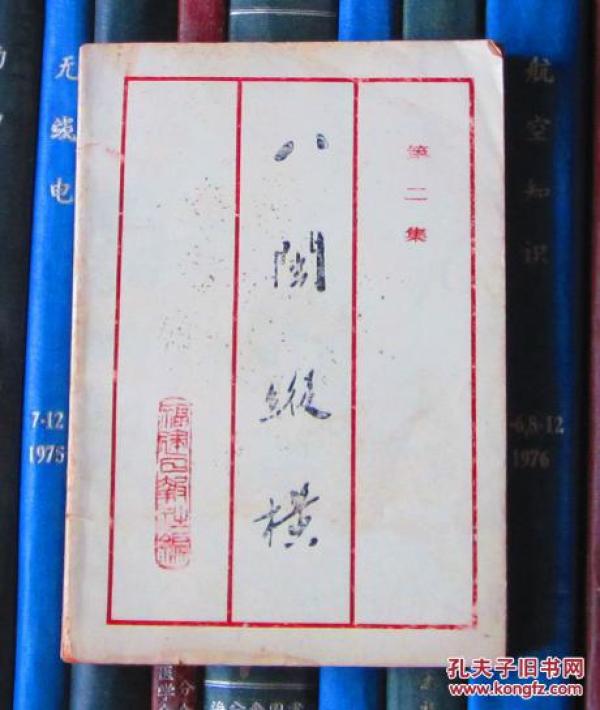 第二集
八閩縱橫
福建日報社編
无线电
7-12
1975
航空知识
-6,8-12
1976
孔夫子旧书网
www.kongfz.com